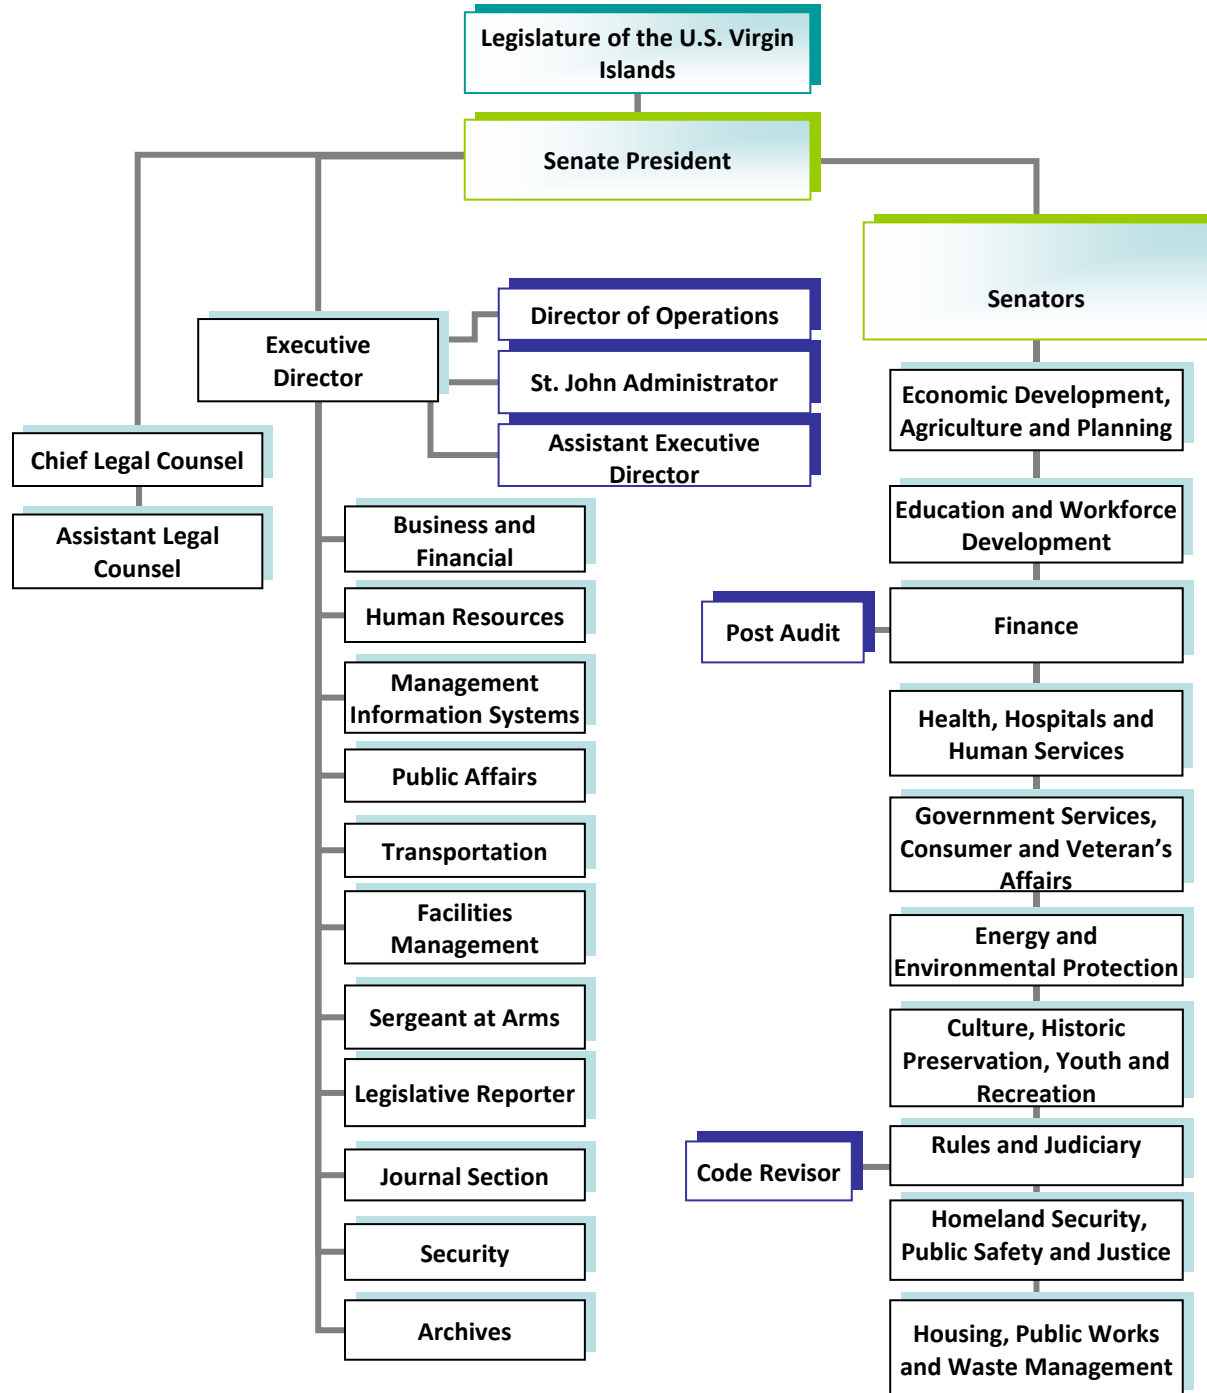 Legislature of the U.S. Virgin
Islands
Senate President
Senators
Director of Operations
Executive
Director
St. John Administrator
Assistant Executive
Director
Chief Legal Counsel
Assistant Legal
Counsel
Business and
Financial
Human Resources
Management
Information Systems
Public Affairs
Transportation
Facilities
Management
Sergeant at Arms
Legislative Reporter
Journal Section
Security
Archives
Economic Development,
Agriculture and Planning
Education and Workforce
Development
Post Audit
Finance
Health, Hospitals and
Human Services
Government Services,
Consumer and Veteran’s
Affairs
Energy and
Environmental Protection
Culture, Historic
Preservation, Youth and
Recreation
Code Revisor
Rules and Judiciary
Homeland Security,
Public Safety and Justice
Housing, Public Works
and Waste Management